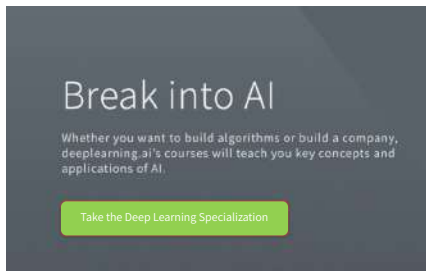 Break into AI
Whether you want to build algorithms or build a company,
deeplearning.ai's courses will teach you key concepts and
applications of AI.
Take the Deep Learning Specialization